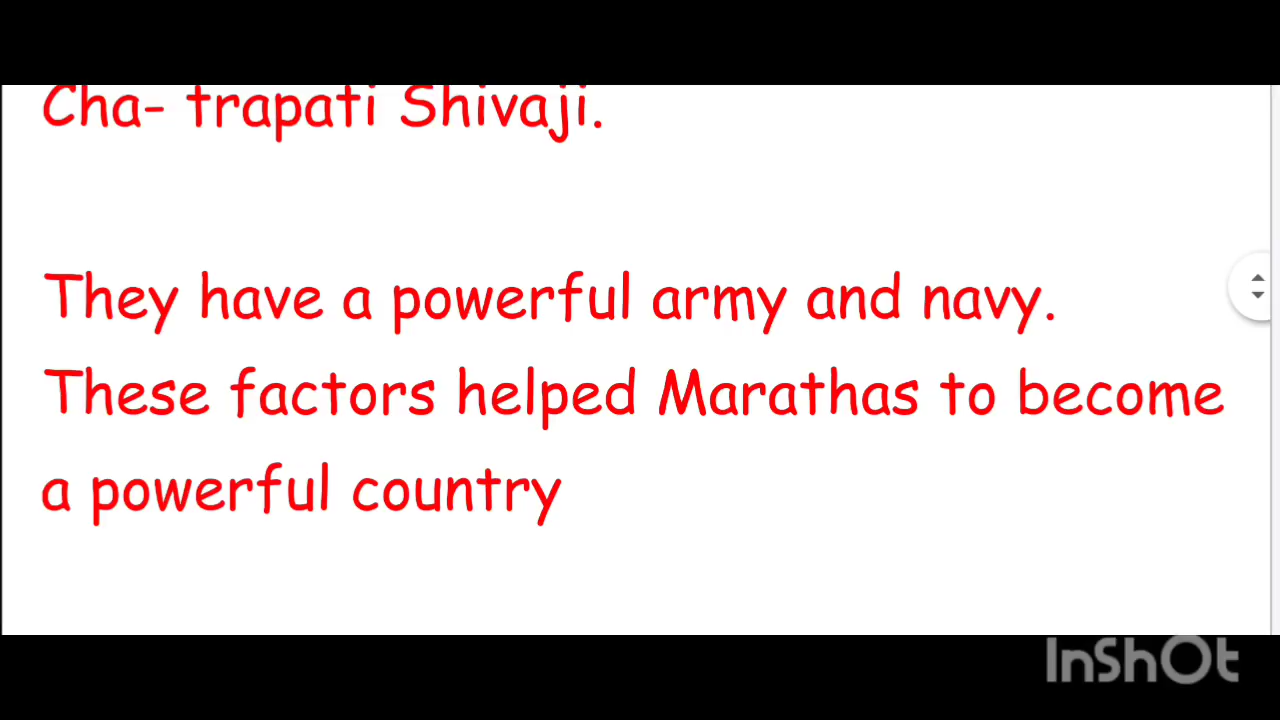 Cha- trapati Shivaji.
They have a powerful army and navy.
These factors helped Marathas to become
a powerful country
InShOt